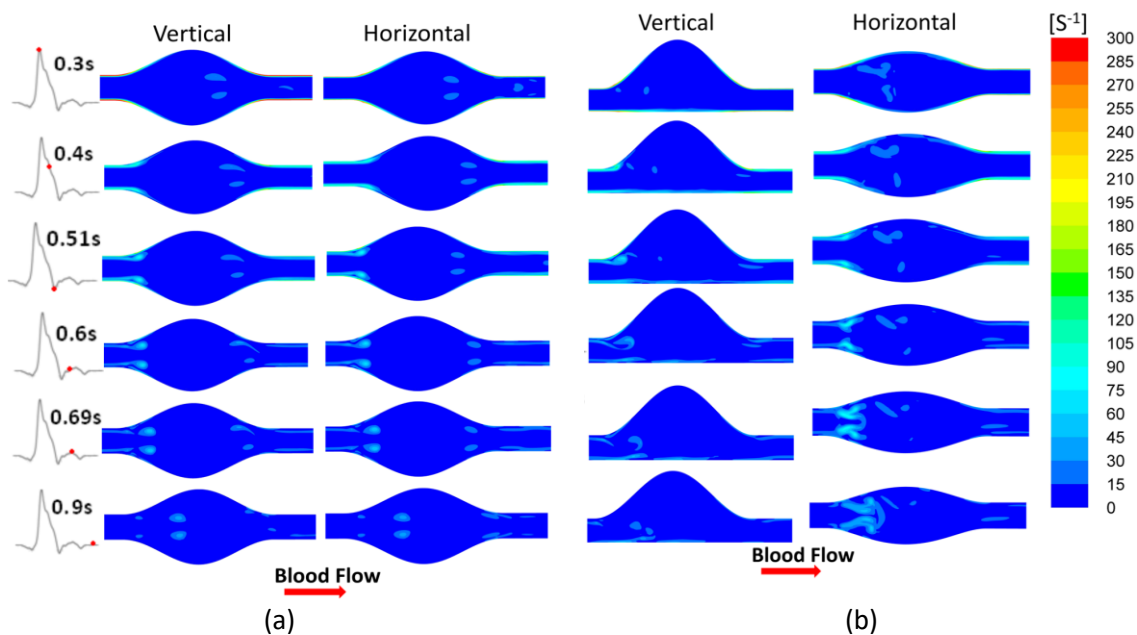 (a)
(b)
[S⁻¹]
Vertical
Horizontal
Vertical
Horizontal
0.3s
0.4s
0.51s
0.6s
0.69s
0.9s
300
285
270
255
240
225
210
195
180
165
150
135
120
105
90
75
60
45
30
15
0
Blood Flow
Blood Flow
(a)
(b)